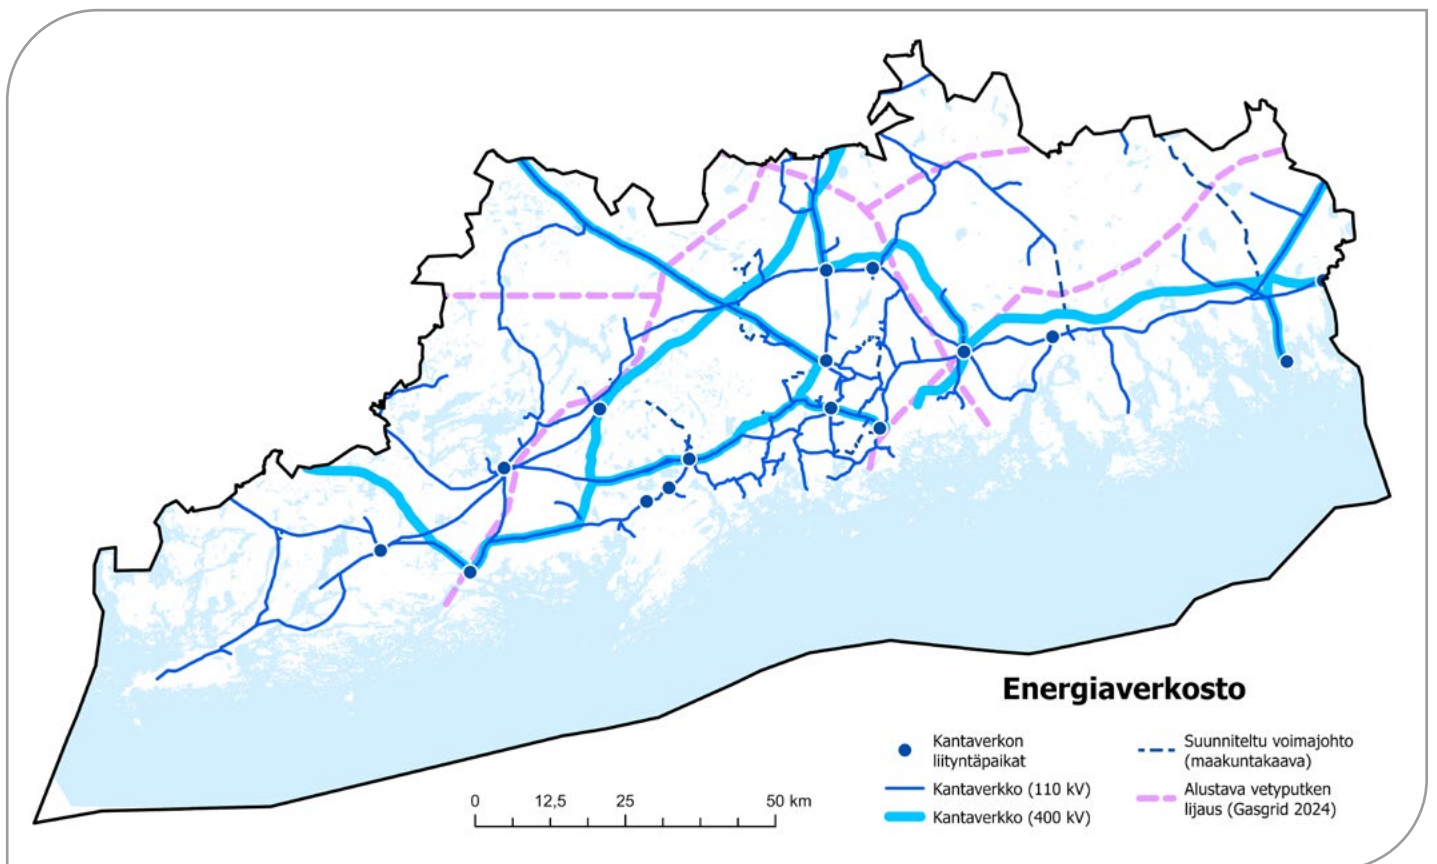 Energiaverkosto
Kantaverkon
liityntäpaikat
Kantaverkko (110 kV)
Kantaverkko (400 kV)
Suunniteltu voimajohto
(maakuntakaava)
Alustava vetyputken
lijaus (Gasgrid 2024)
0 12,5 25 50 km